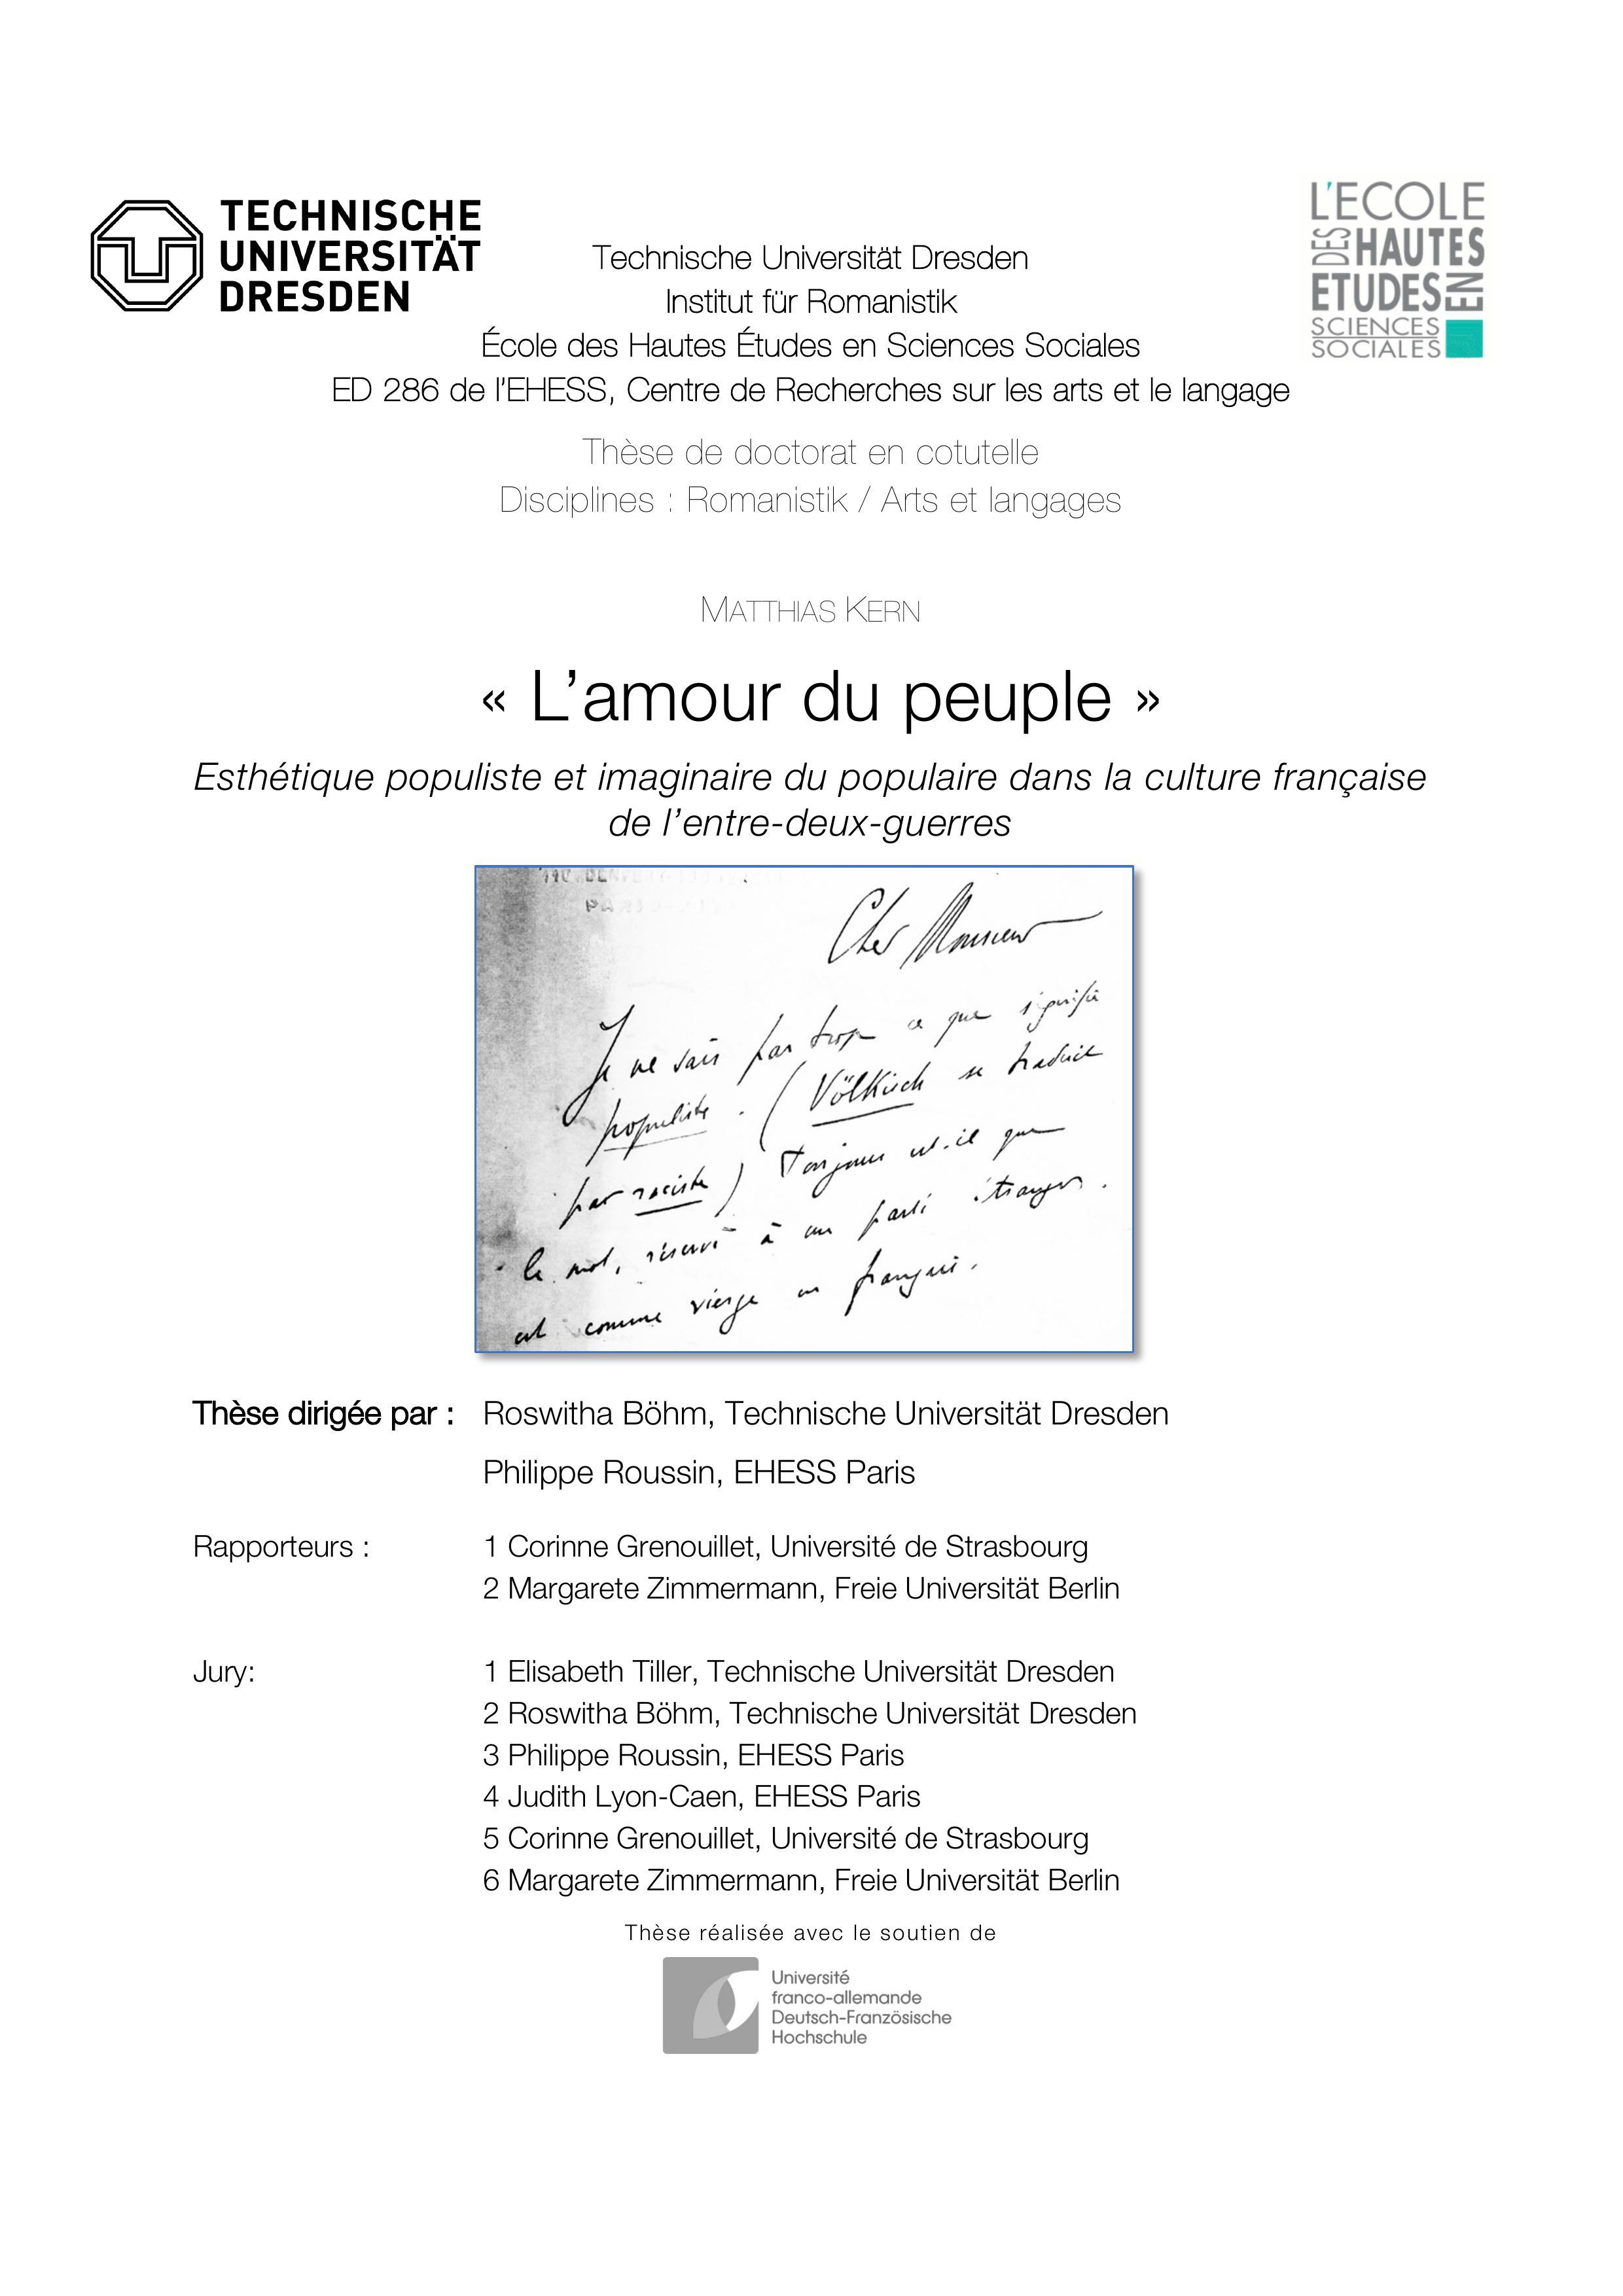 TECHNISCHE
UNIVERSITÄT
DRESDEN
L'ECOLE
DES HAUTES
ETUDES EN
SCIENCES
SOCIALES
Technische Universität Dresden
Institut für Romanistik
École des Hautes Études en Sciences Sociales
ED 286 de l'EHESS, Centre de Recherches sur les arts et le langage
Thèse de doctorat en cotutelle
Disciplines : Romanistik / Arts et langages
MATTHIAS KERN
« L'amour du peuple »
Esthétique populiste et imaginaire du populaire dans la culture française
de l'entre-deux-guerres
Cher Monsieur
Je ne sais pas trop ce que signifie
populiste. (Völkisch se traduit
par raciste) Toujours est-il que
le mot, réservé à un parti étranger.
est comme vierge en français.
Thèse dirigée par : Roswitha Böhm, Technische Universität Dresden
Philippe Roussin, EHESS Paris
Rapporteurs : 1 Corinne Grenouillet, Université de Strasbourg
2 Margarete Zimmermann, Freie Universität Berlin
Jury: 1 Elisabeth Tiller, Technische Universität Dresden
2 Roswitha Böhm, Technische Universität Dresden
3 Philippe Roussin, EHESS Paris
4 Judith Lyon-Caen, EHESS Paris
5 Corinne Grenouillet, Université de Strasbourg
6 Margarete Zimmermann, Freie Universität Berlin
Thèse réalisée avec le soutien de
Université
franco-allemande
Deutsch-Französische
Hochschule